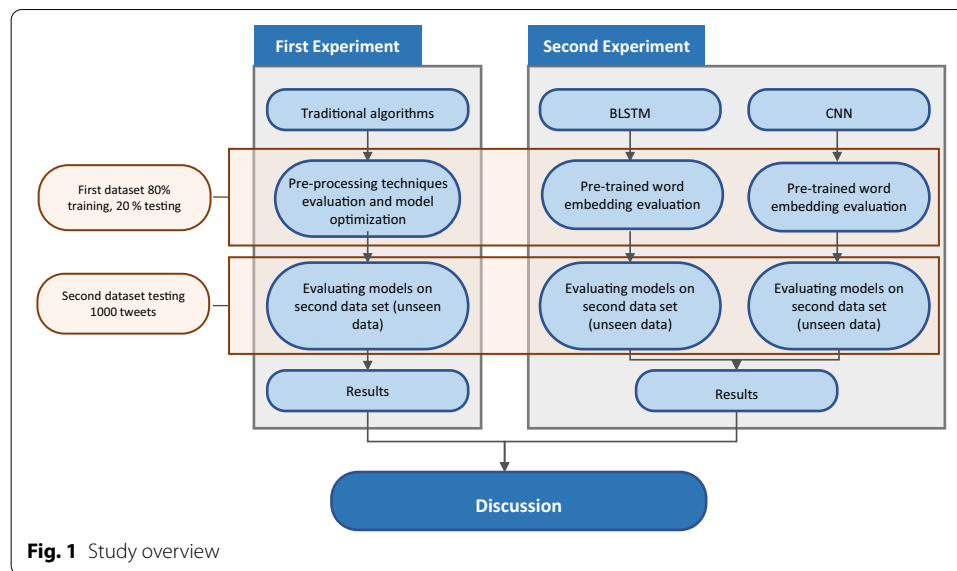 First Experiment
Second Experiment
Traditional algorithms
BLSTM
CNN
First dataset 80%
training, 20 % testing
Pre-processing techniques
evaluation and model
optimization
Pre-trained word
embedding evaluation
Pre-trained word
embedding evaluation
Second dataset testing
1000 tweets
Evaluating models on
second data set (unseen
data)
Evaluating models on
second data set
(unseen data)
Evaluating models on
second data set
(unseen data)
Results
Results
Discussion
Fig. 1 Study overview